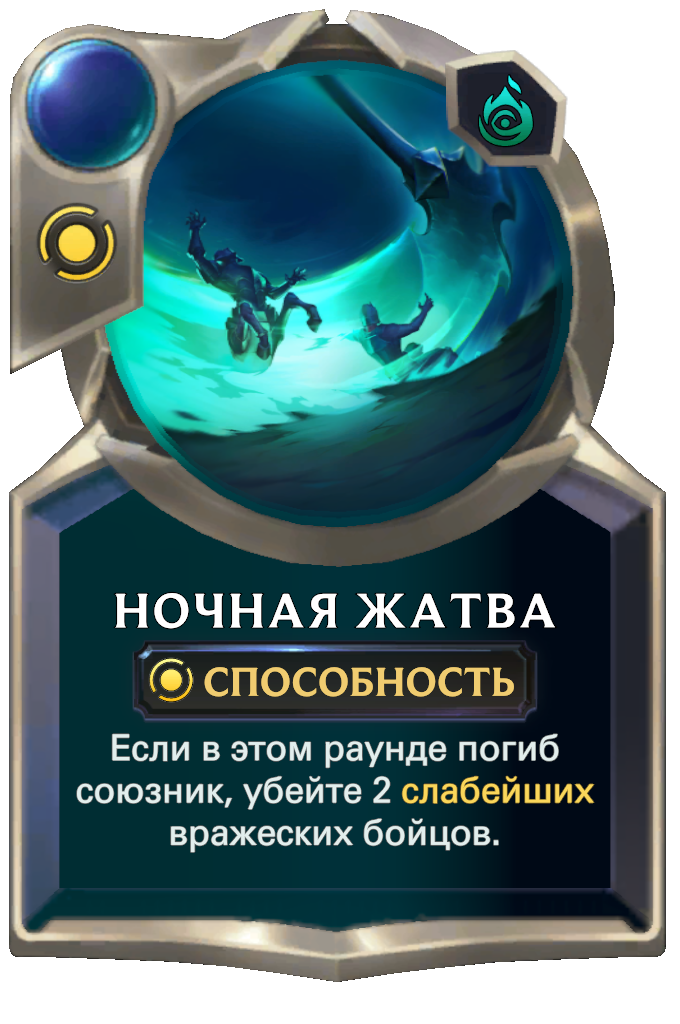 НОЧНАЯ ЖАТВА
СПОСОБНОСТЬ
Если в этом раунде погиб
союзник, убейте 2 слабейших
вражеских бойцов.